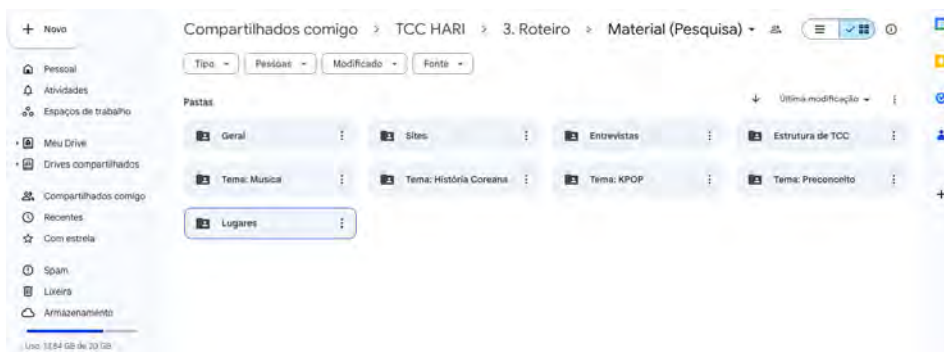 Novo
Pessoal
Atividades
Espaços de trabalho
Meu Drive
Drives compartilhados
Compartilhados comigo
Recentes
Com estrela
Spam
Lixeira
Armazenamento
Compartilhados comigo > TCC HARI > 3. Roteiro > Material (Pesquisa)
Tipo Pessoas Modificado Fonte
Pastas
Última modificação
Geral Sites Entrevistas Estrutura de TCC
Tema: Musica Tema: História Coreana Tema: KPOP Tema: Preconceito
Lugares